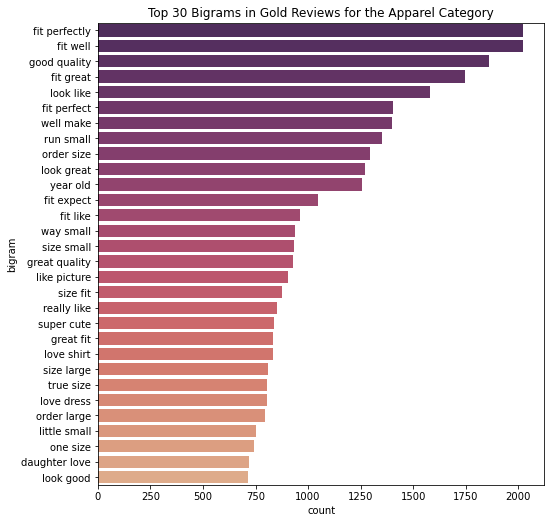 Top 30 Bigrams in Gold Reviews for the Apparel Category
bigram
fit perfectly
fit well
good quality
fit great
look like
fit perfect
well make
run small
order size
look great
year old
fit expect
fit like
way small
size small
great quality
like picture
size fit
really like
super cute
great fit
love shirt
size large
true size
love dress
order large
little small
one size
daughter love
look good
0 250 500 750 1000 1250 1500 1750 2000
count